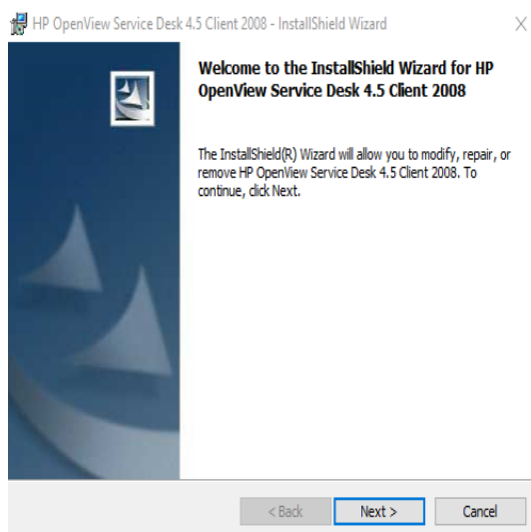 HP OpenView Service Desk 4.5 Client 2008 - InstallShield Wizard
Welcome to the InstallShield Wizard for HP
OpenView Service Desk 4.5 Client 2008
The InstallShield(R) Wizard will allow you to modify, repair, or
remove HP OpenView Service Desk 4.5 Client 2008. To
continue, click Next.
< Back Next > Cancel